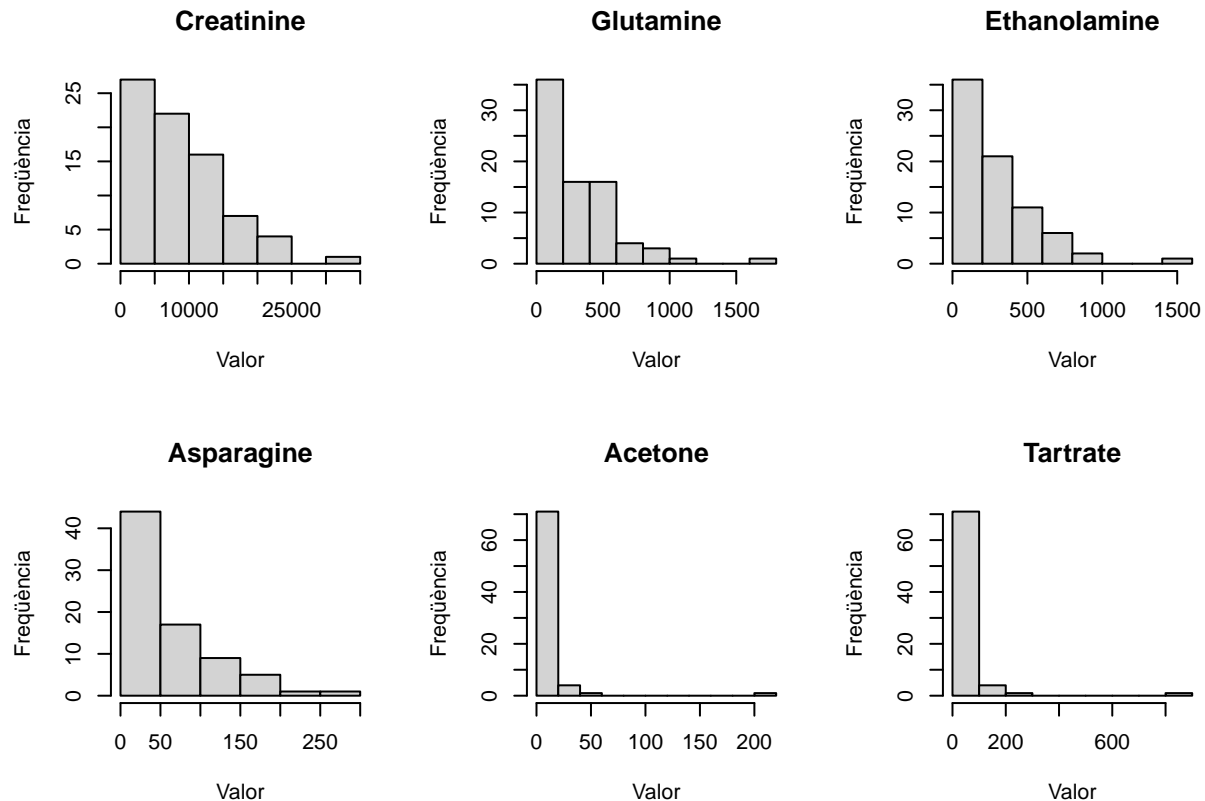 Creatinine
Freqüència
0 5 15 25
0 10000 25000
Valor
Glutamine
Freqüència
0 10 20 30
0 500 1000 1500
Valor
Ethanolamine
Freqüència
0 10 20 30
0 500 1000 1500
Valor
Asparagine
Freqüència
0 10 20 30 40
0 50 150 250
Valor
Acetone
Freqüència
0 20 40 60
0 50 100 150 200
Valor
Tartrate
Freqüència
0 20 40 60
0 200 600
Valor